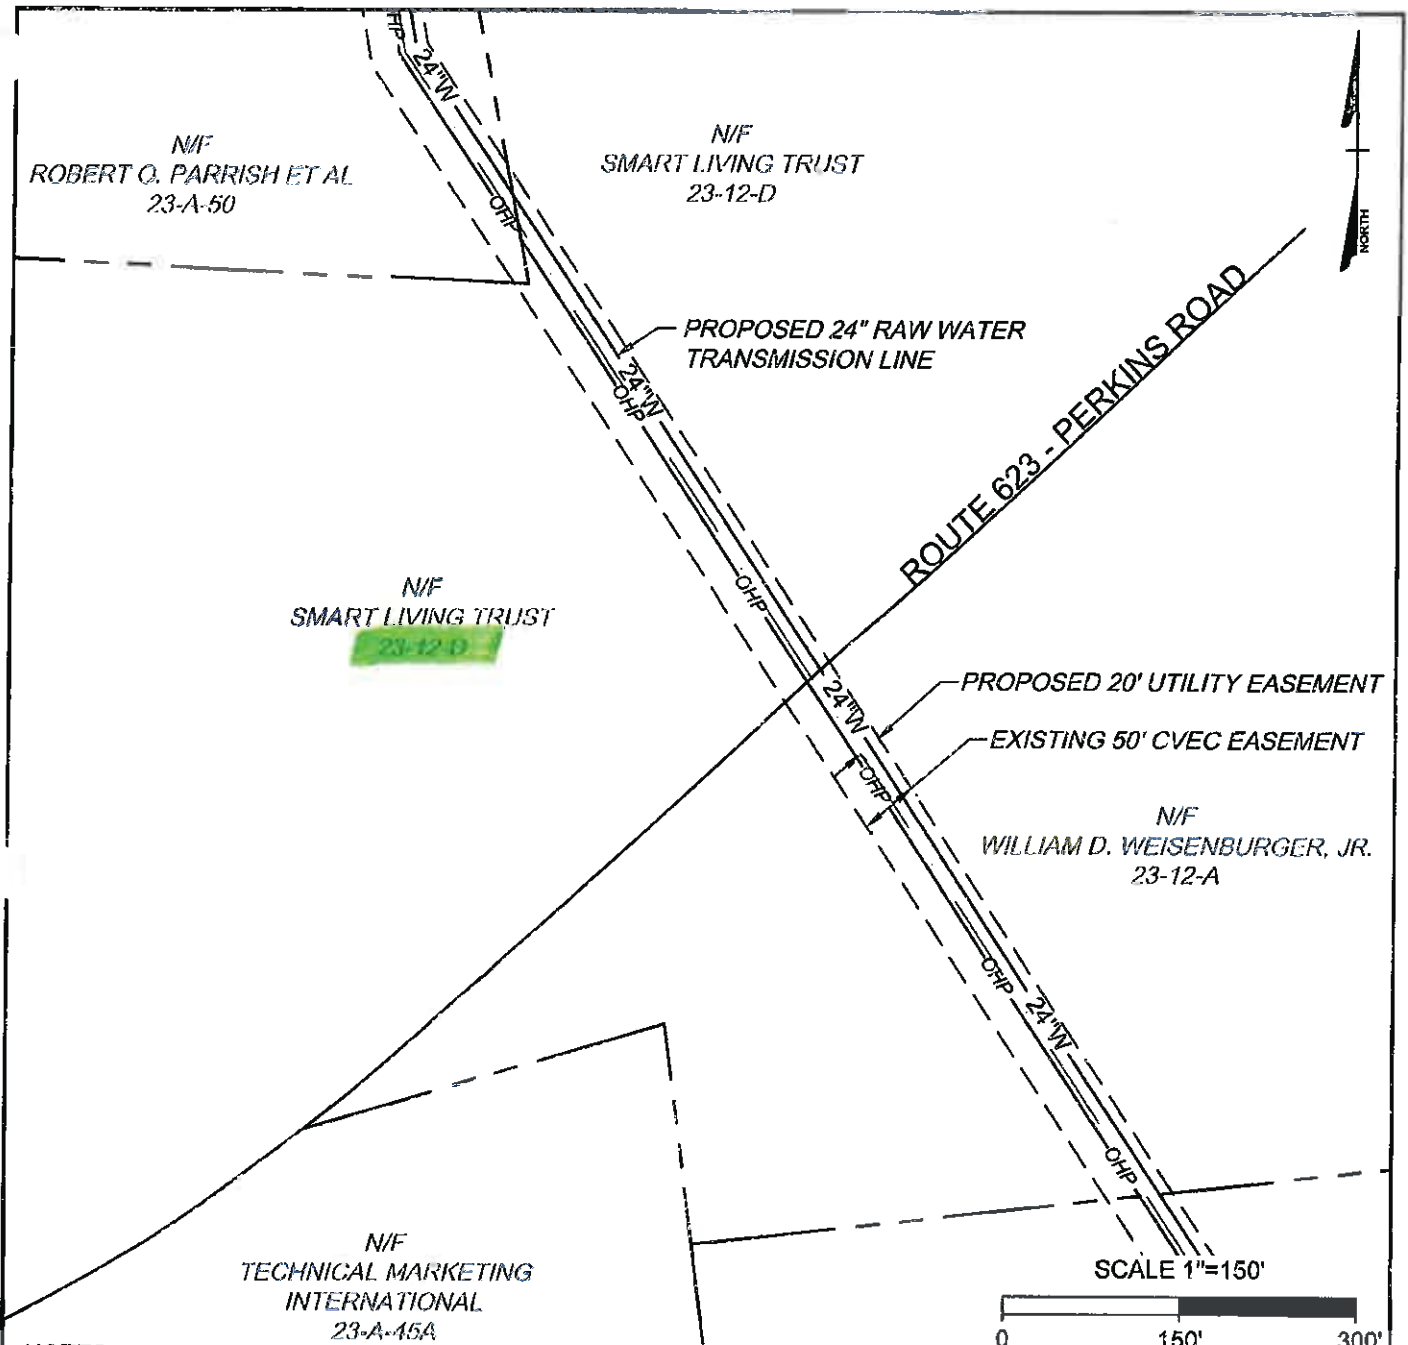 OHP
24"W
N/F
ROBERT O. PARRISH ET AL
23-A-50
N/F
SMART LIVING TRUST
23-12-D
NORTH
OHP
PROPOSED 24" RAW WATER
TRANSMISSION LINE
24"W
OHP
ROUTE 623 - PERKINS ROAD
N/F
SMART LIVING TRUST
23-12-D
OHP
24"W
PROPOSED 20' UTILITY EASEMENT
EXISTING 50' CVEC EASEMENT
OHP
N/F
WILLIAM D. WEISENBURGER, JR.
23-12-A
OHP
24"W
OHP
N/F
TECHNICAL MARKETING
INTERNATIONAL
23-A-45A
SCALE 1"=150'
0 150' 300'